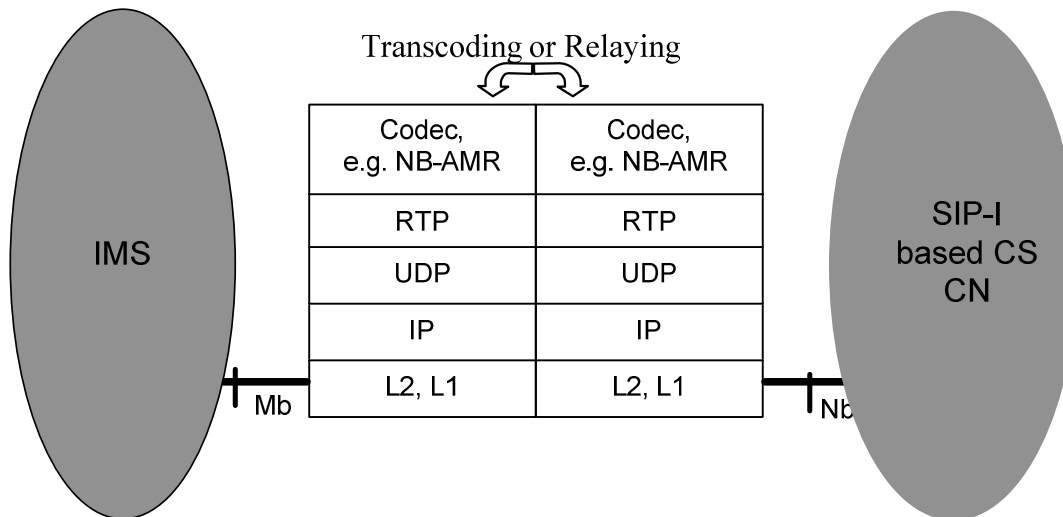 Transcoding or Relaying
Codec,
e.g. NB-AMR
Codec,
e.g. NB-AMR
RTP
RTP
UDP
UDP
IP
IP
L2, L1
L2, L1
IMS
SIP-I
based CS
CN
Mb
Nb